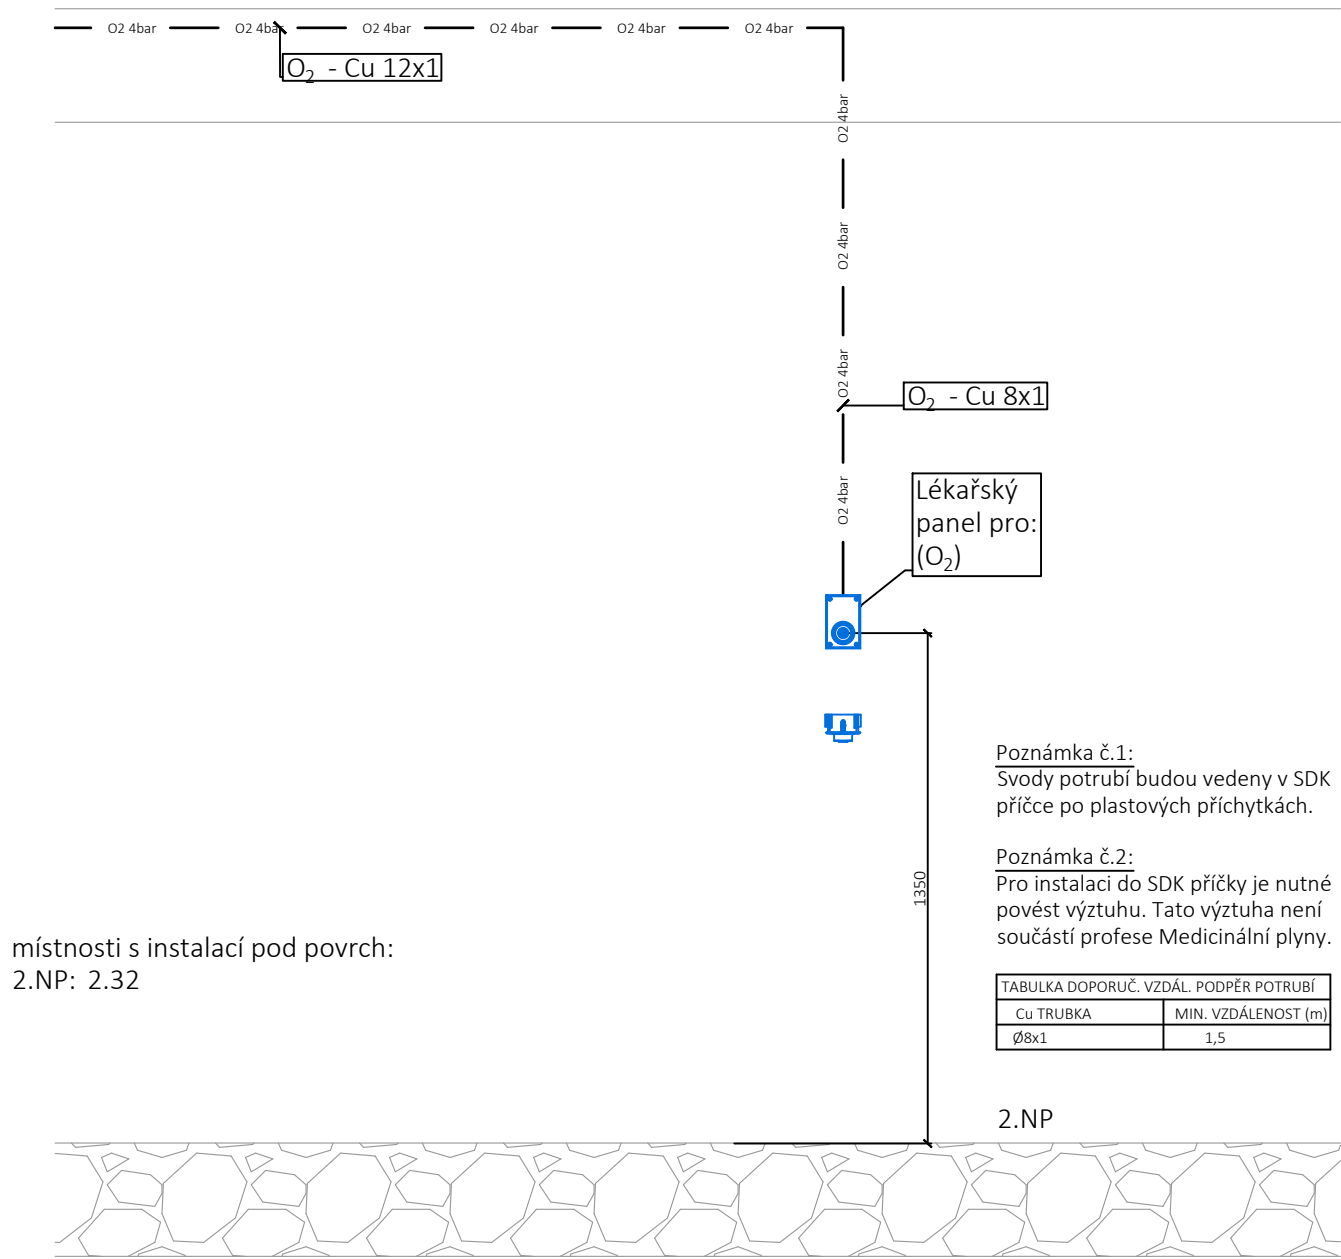 O2 4bar O2 4bar O2 4bar O2 4bar O2 4bar O2 4bar
O₂ - Cu 12x1
O2 4bar
O2 4bar
O2 4bar
O₂ - Cu 8x1
O2 4bar
Lékařský
panel pro:
(O₂)
Poznámka č.1:
Svody potrubí budou vedeny v SDK
příčce po plastových příchytkách.
Poznámka č.2:
Pro instalaci do SDK příčky je nutné
povést výztuhu. Tato výztuha není
součástí profese Medicinální plyny.
1350
místnosti s instalací pod povrch:
2.NP: 2.32
TABULKA DOPORUČ. VZDÁL. PODPĚR POTRUBÍ
Cu TRUBKA MIN. VZDÁLENOST (m)
Ø8x1 1,5
2.NP